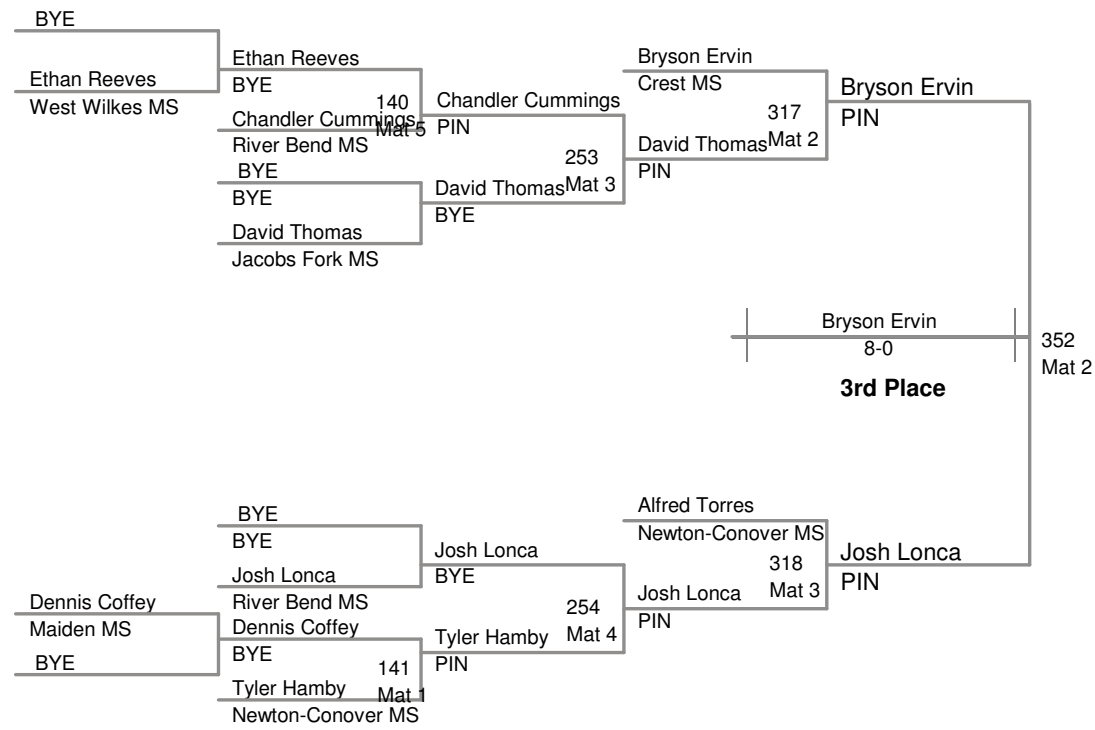 BYE
Ethan Reeves
West Wilkes MS
Ethan Reeves
BYE
140
Mat 5
Chandler Cummings
River Bend MS
BYE
BYE
David Thomas
Jacobs Fork MS
Chandler Cummings
PIN
253
Mat 3
David Thomas
BYE
Bryson Ervin
Crest MS
317
Mat 2
David Thomas
PIN
Bryson Ervin
PIN
Bryson Ervin
8-0
3rd Place
352
Mat 2
BYE
BYE
Josh Lonca
River Bend MS
Dennis Coffey
Maiden MS
BYE
Dennis Coffey
BYE
141
Mat 1
Tyler Hamby
Newton-Conover MS
Josh Lonca
BYE
254
Mat 4
Tyler Hamby
PIN
Alfred Torres
Newton-Conover MS
318
Mat 3
Josh Lonca
PIN
Josh Lonca
PIN